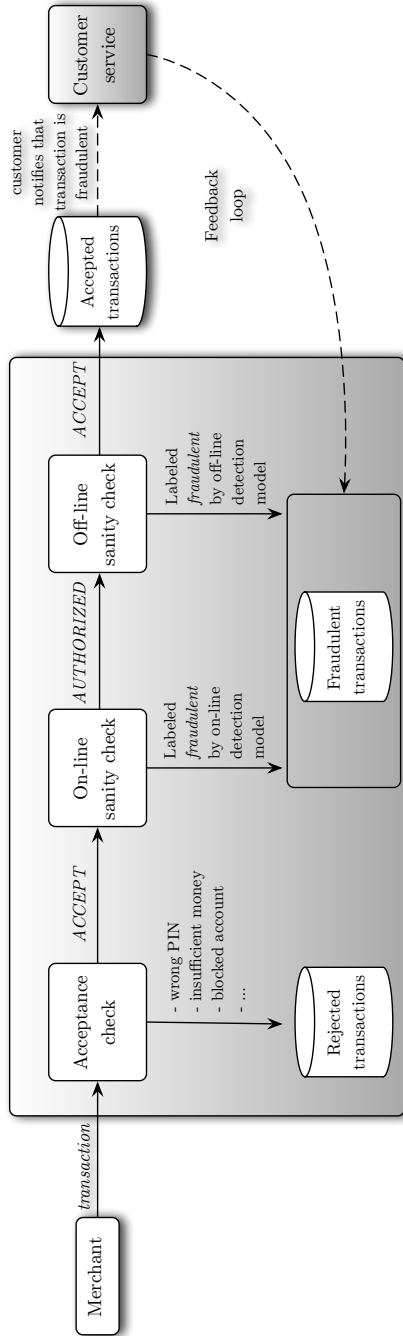 Merchant
transaction
Acceptance
check
ACCEPT
On-line
sanity check
AUTHORIZED
Off-line
sanity check
ACCEPT
Accepted
transactions
customer
notifies that
transaction is
fraudulent
Customer
service
- wrong PIN
- insufficient money
- blocked account
- ...
Labeled
fraudulent
by on-line
detection
model
Labeled
fraudulent
by off-line
detection
model
Feedback
loop
Rejected
transactions
Fraudulent
transactions